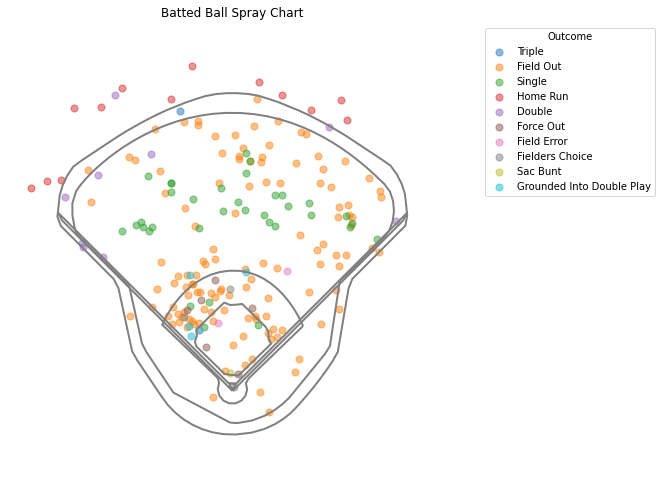 Batted Ball Spray Chart
Outcome
Triple
Field Out
Single
Home Run
Double
Force Out
Field Error
Fielders Choice
Sac Bunt
Grounded Into Double Play